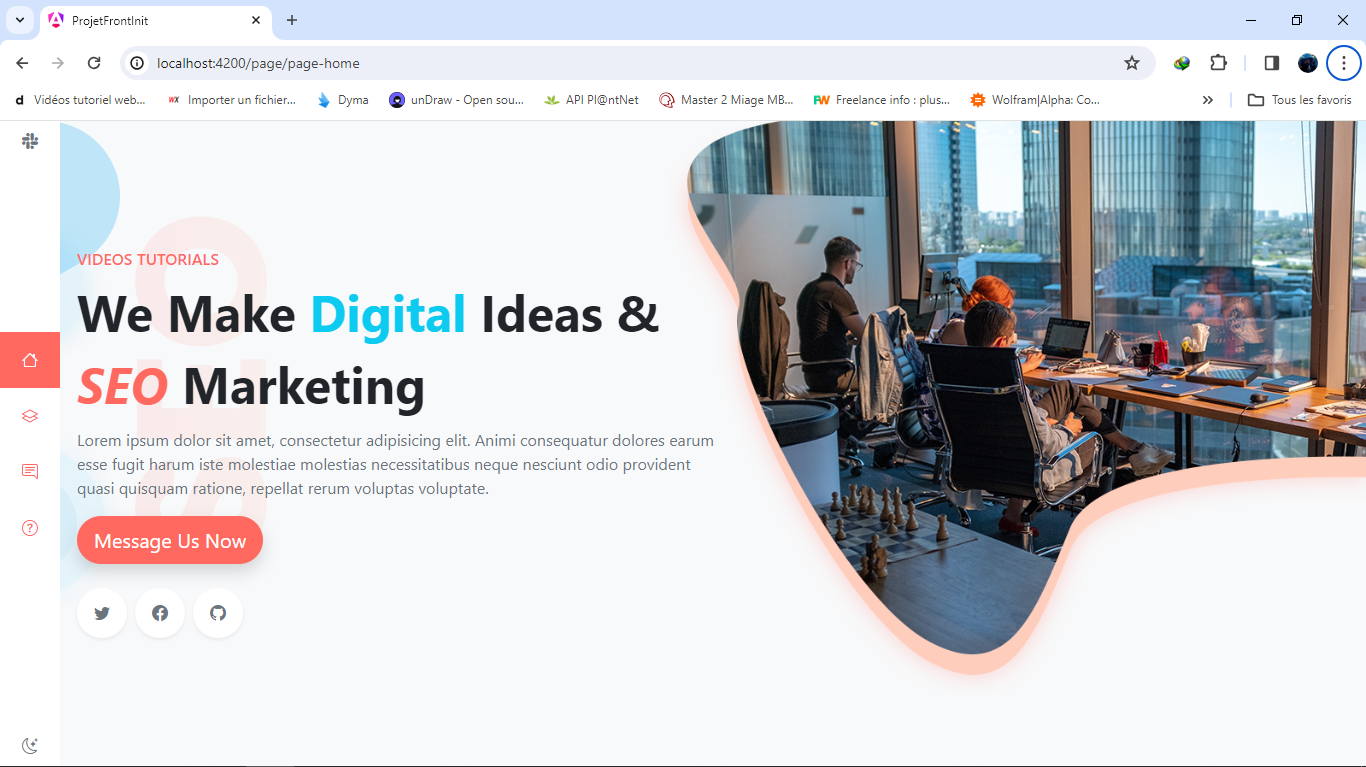 ProjetFrontInit
localhost:4200/page/page-home
Vidéos tutoriel web...
Importer un fichier...
Dyma
unDraw - Open sou...
API Pl@ntNet
Master 2 Miage MB...
Freelance info : plus...
Wolfram|Alpha: Co...
Tous les favoris
VIDEOS TUTORIALS
We Make Digital Ideas &
SEO Marketing
Lorem ipsum dolor sit amet, consectetur adipisicing elit. Animi consequatur dolores earum
esse fugit harum iste molestiae molestias necessitatibus neque nesciunt odio provident
quasi quisquam ratione, repellat rerum voluptas voluptate.
Message Us Now